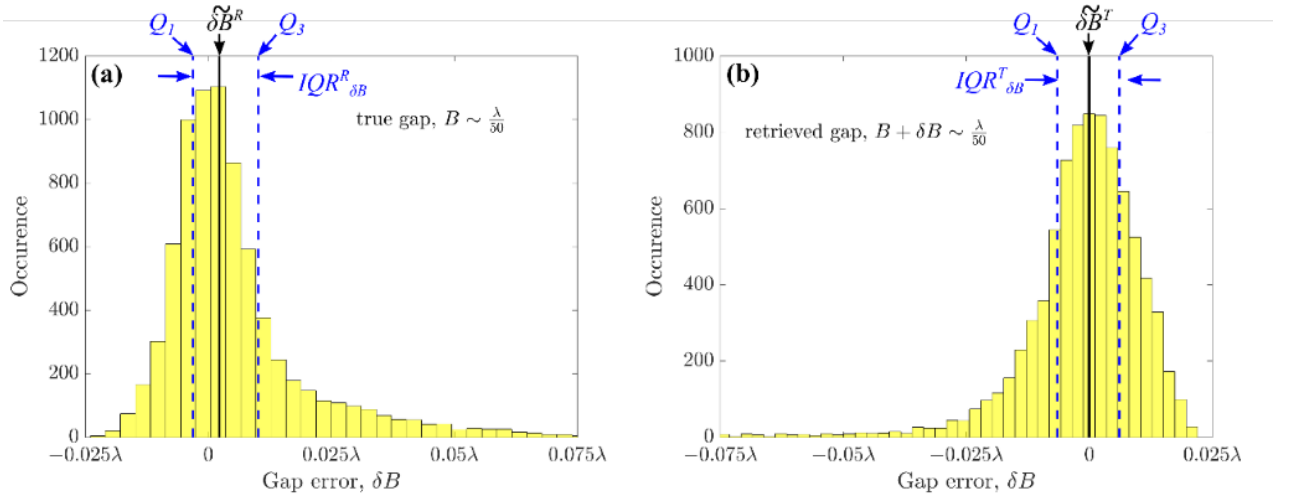 Q₁ δB̃ᴿ Q₃
(a)
IQRᴿ_δB
true gap, B ∼ λ/50
1200
1000
800
600
400
200
0
Occurence
−0.025λ 0 0.025λ 0.05λ 0.075λ
Gap error, δB
Q₁ δB̃ᵀ Q₃
(b)
IQRᵀ_δB
retrieved gap, B + δB ∼ λ/50
1000
800
600
400
200
0
Occurence
−0.075λ −0.05λ −0.025λ 0 0.025λ
Gap error, δB